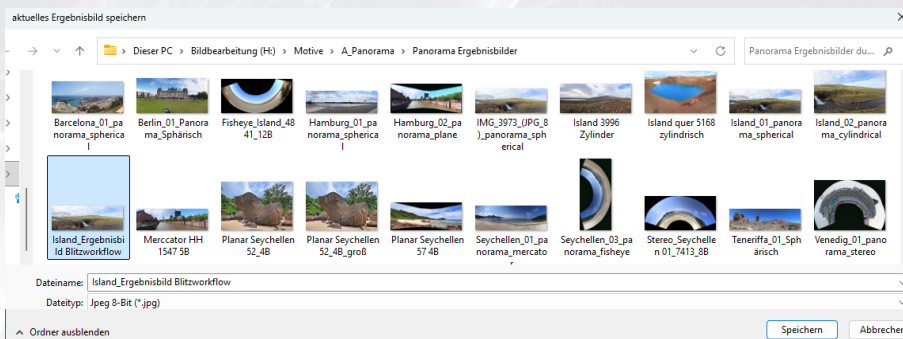 aktuelles Ergebnisbild speichern
Dieser PC > Bildbearbeitung (H:) > Motive > A_Panorama > Panorama Ergebnisbilder
Panorama Ergebnisbilder du...
Barcelona_01_pa
norama_spherica
l
Berlin_01_Panora
ma_Sphärisch
Fisheye_Island_48
41_12B
Hamburg_01_pa
norama_spherica
l
Hamburg_02_pa
norama_plane
IMG_3973_(JPG_8
)_panorama_sph
erical
Island 3996
Zylinder
Island quer 5168
zylindrisch
Island_01_panora
ma_spherical
Island_02_panora
ma_cylindrical
Island_Ergebnisbi
ld Blitzworkflow
Merccator HH
1547 5B
Planar Seychellen
52_4B
Planar Seychellen
52_4B_groß
Planar Seychellen
57 4B
Seychellen_01_pa
norama_mercato
Seychellen_03_pa
norama_fisheye
Stereo_Seychelle
n 01_7413_8B
Teneriffa_01_Sph
ärisch
Venedig_01_pano
rama_stereo
Dateiname: Island_Ergebnisbild Blitzworkflow
Dateityp: Jpeg 8-Bit (*.jpg)
Ordner ausblenden
Speichern
Abbrechen